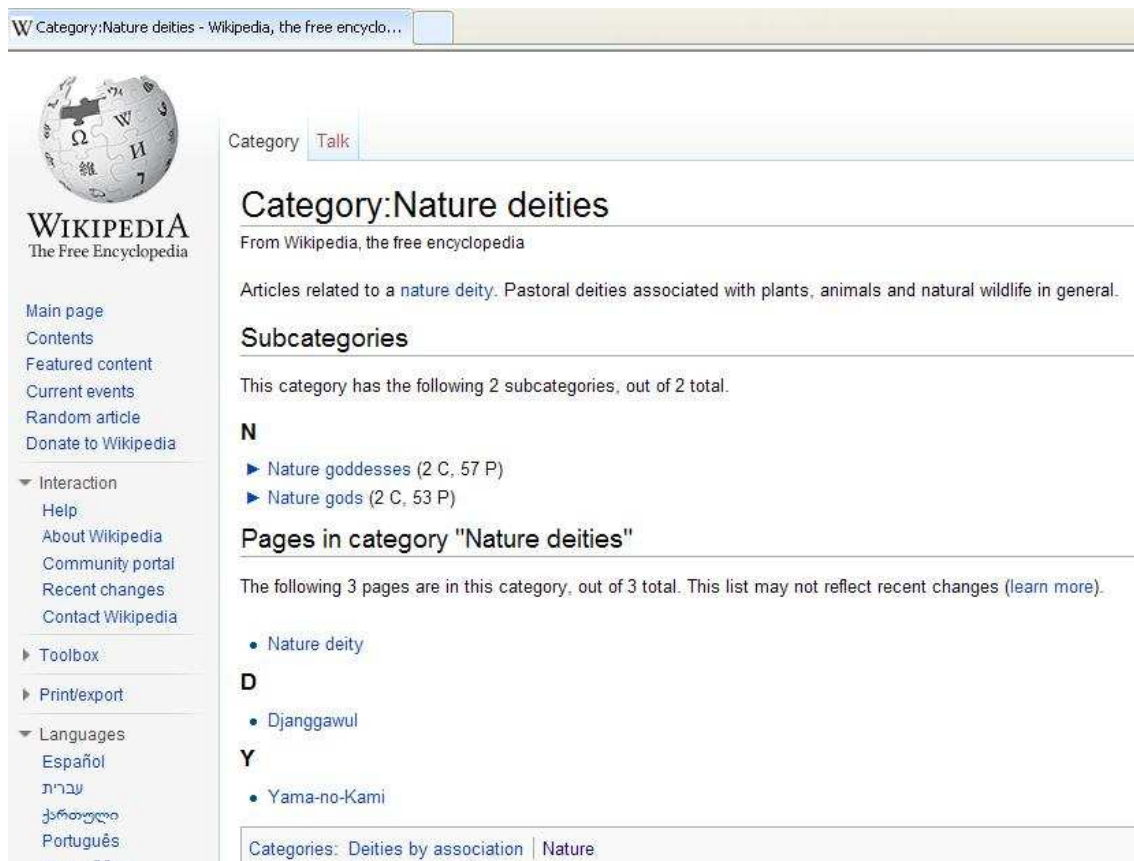 Category:Nature deities - Wikipedia, the free encyclo...
WIKIPEDIA
The Free Encyclopedia
Main page
Contents
Featured content
Current events
Random article
Donate to Wikipedia
Interaction
Help
About Wikipedia
Community portal
Recent changes
Contact Wikipedia
Toolbox
Print/export
Languages
Español
עברית
ქართული
Português
Category Talk
Category:Nature deities
From Wikipedia, the free encyclopedia
Articles related to a nature deity. Pastoral deities associated with plants, animals and natural wildlife in general.
Subcategories
This category has the following 2 subcategories, out of 2 total.
N
► Nature goddesses (2 C, 57 P)
► Nature gods (2 C, 53 P)
Pages in category "Nature deities"
The following 3 pages are in this category, out of 3 total. This list may not reflect recent changes (learn more).
• Nature deity
D
• Djanggawul
Y
• Yama-no-Kami
Categories: Deities by association | Nature